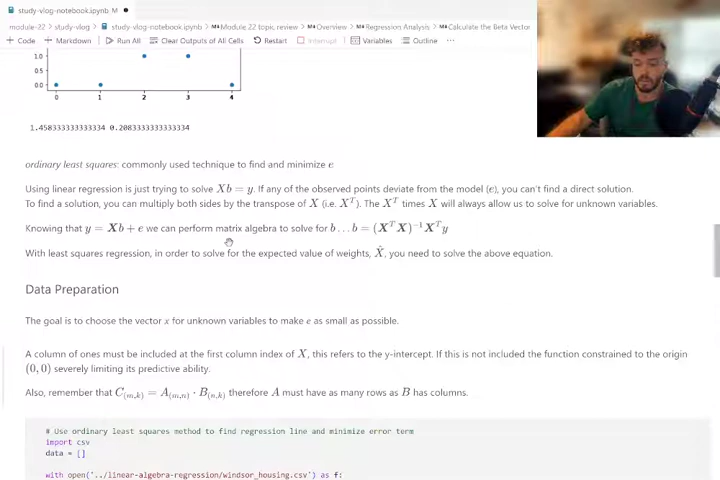 study-vlog-notebook.ipynb M ●
module-22 > study-vlog > study-vlog-notebook.ipynb > M↓ Module 22 topic review > M↓ Overview > M↓ Regression Analysis > M↓ Calculate the Beta Vector
+ Code + Markdown Run All Clear Outputs of All Cells Restart Interrupt Variables Outline ...
1.0
0.5
0.0
0 1 2 3 4
1.458333333333334 0.2083333333333334
ordinary least squares: commonly used technique to find and minimize e
Using linear regression is just trying to solve Xb = y. If any of the observed points deviate from the model (e), you can't find a direct solution.
To find a solution, you can multiply both sides by the transpose of X (i.e. X^T). The X^T times X will always allow us to solve for unknown variables.
Knowing that y = Xb + e we can perform matrix algebra to solve for b . . . b = (X^T X)^−1 X^T y
With least squares regression, in order to solve for the expected value of weights, X̂, you need to solve the above equation.
Data Preparation
The goal is to choose the vector x for unknown variables to make e as small as possible.
A column of ones must be included at the first column index of X, this refers to the y-intercept. If this is not included the function constrained to the origin
(0, 0) severely limiting its predictive ability.
Also, remember that C(m,k) = A(m,n) · B(n,k) therefore A must have as many rows as B has columns.
# Use ordinary least squares method to find regression line and minimize error term
import csv
data = []
with open('../linear-algebra-regression/windsor_housing.csv') as f: